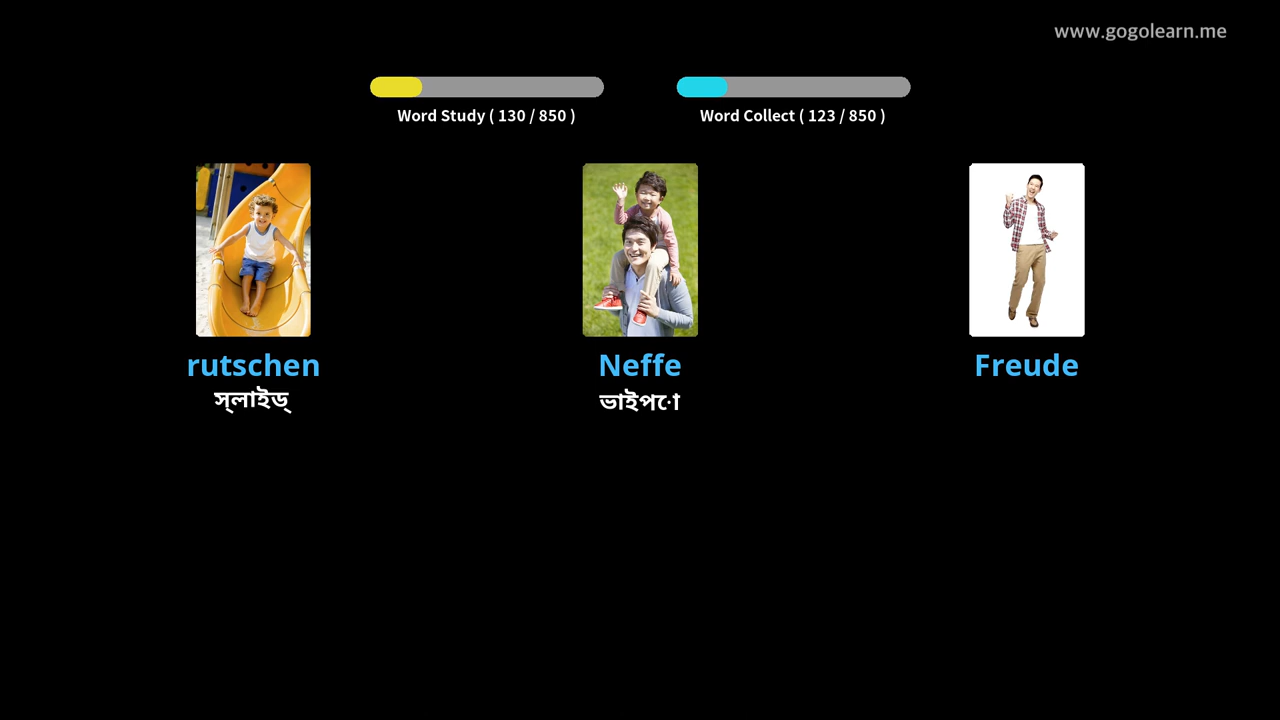 www.gogolearn.me
Word Study ( 130 / 850 )
Word Collect ( 123 / 850 )
rutschen
Neffe
Freude
স্লাইড্
ভাইপো